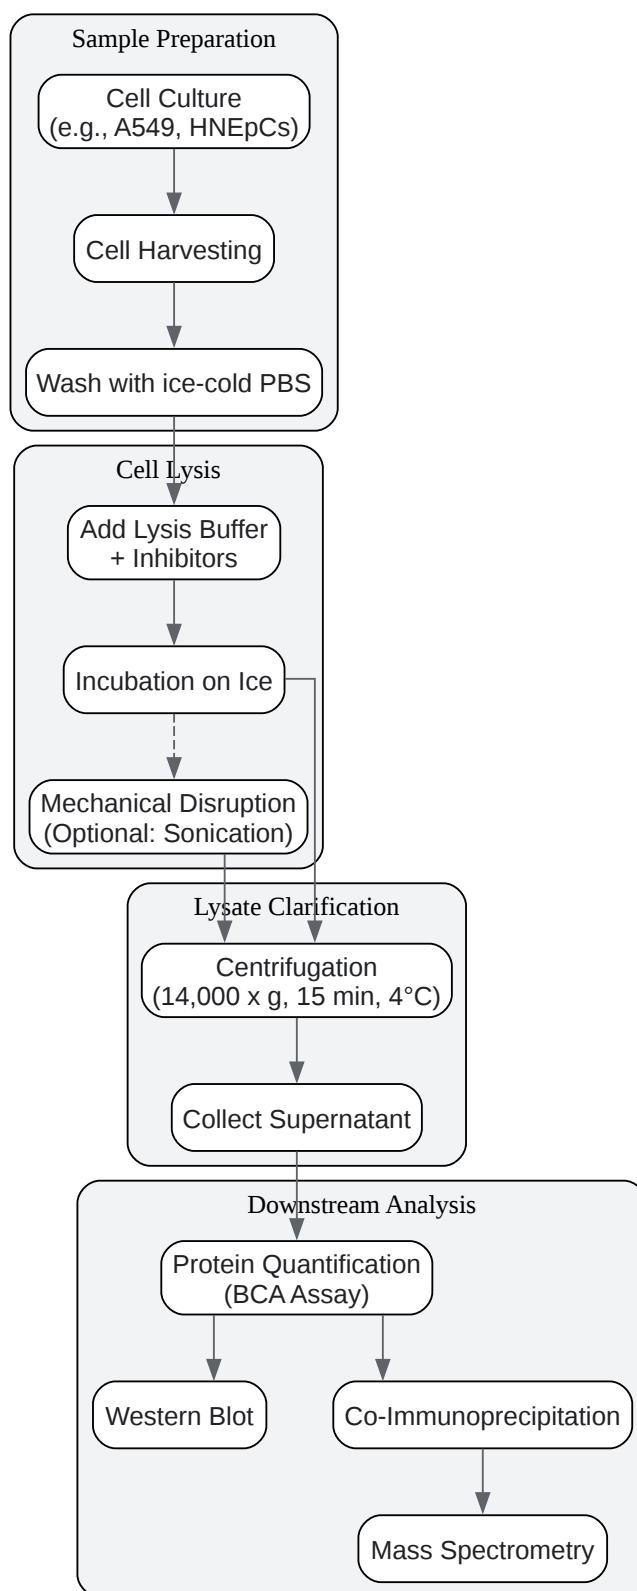 Sample Preparation
Cell Culture
(e.g., A549, HNEpCs)
Cell Harvesting
Wash with ice-cold PBS
Cell Lysis
Add Lysis Buffer
+ Inhibitors
Incubation on Ice
Mechanical Disruption
(Optional: Sonication)
Lysate Clarification
Centrifugation
(14,000 x g, 15 min, 4°C)
Collect Supernatant
Downstream Analysis
Protein Quantification
(BCA Assay)
Western Blot
Co-Immunoprecipitation
Mass Spectrometry